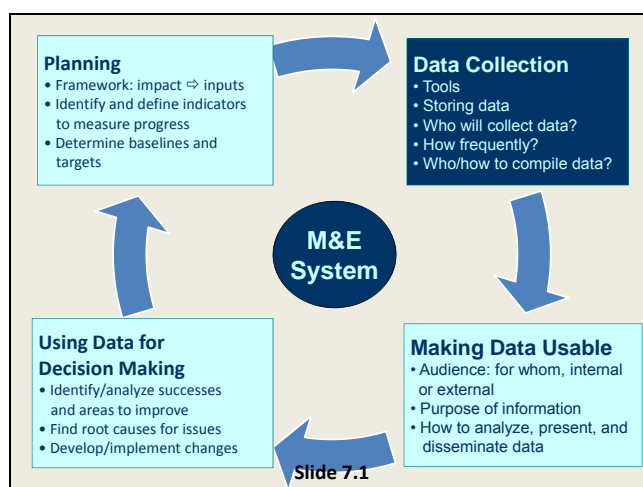 Planning
• Framework: impact ⇨ inputs
• Identify and define indicators
to measure progress
• Determine baselines and
targets
Data Collection
• Tools
• Storing data
• Who will collect data?
• How frequently?
• Who/how to compile data?
M&E
System
Using Data for
Decision Making
• Identify/analyze successes
and areas to improve
• Find root causes for issues
• Develop/implement changes
Making Data Usable
• Audience: for whom, internal
or external
• Purpose of information
• How to analyze, present, and
disseminate data
Slide 7.1